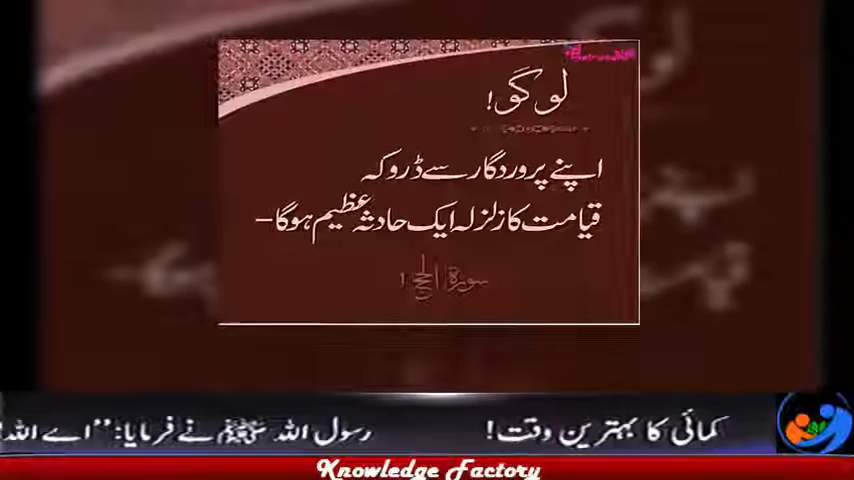 لوگو!
اپنے پروردگار سے ڈرو کہ
قیامت کا زلزلہ ایک حادثہ عظیم ہوگا-
سورۃ الحج 1
کمائی کا بہترین وقت! رسول اللہ ﷺ نے فرمایا: ’’اے اللہ!
Knowledge Factory